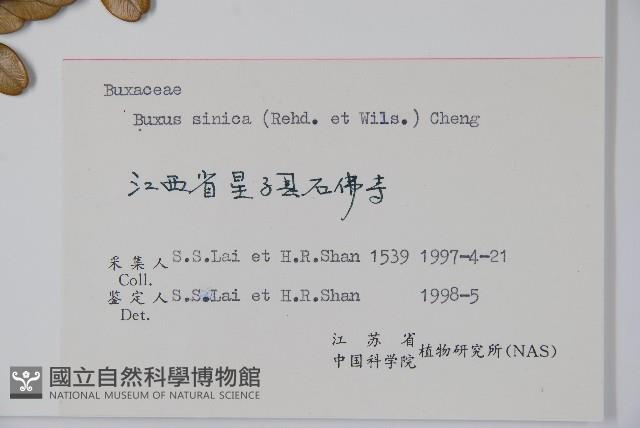 Buxaceae
Buxus sinica (Rehd. et Wils.) Cheng
江西省星子县石佛寺
采集人 S.S.Lai et H.R.Shan 1539 1997-4-21
Coll.
鉴定人 S.S.Lai et H.R.Shan 1998-5
Det.
江苏省
中国科学院 植物研究所(NAS)
國立自然科學博物館
NATIONAL MUSEUM OF NATURAL SCIENCE